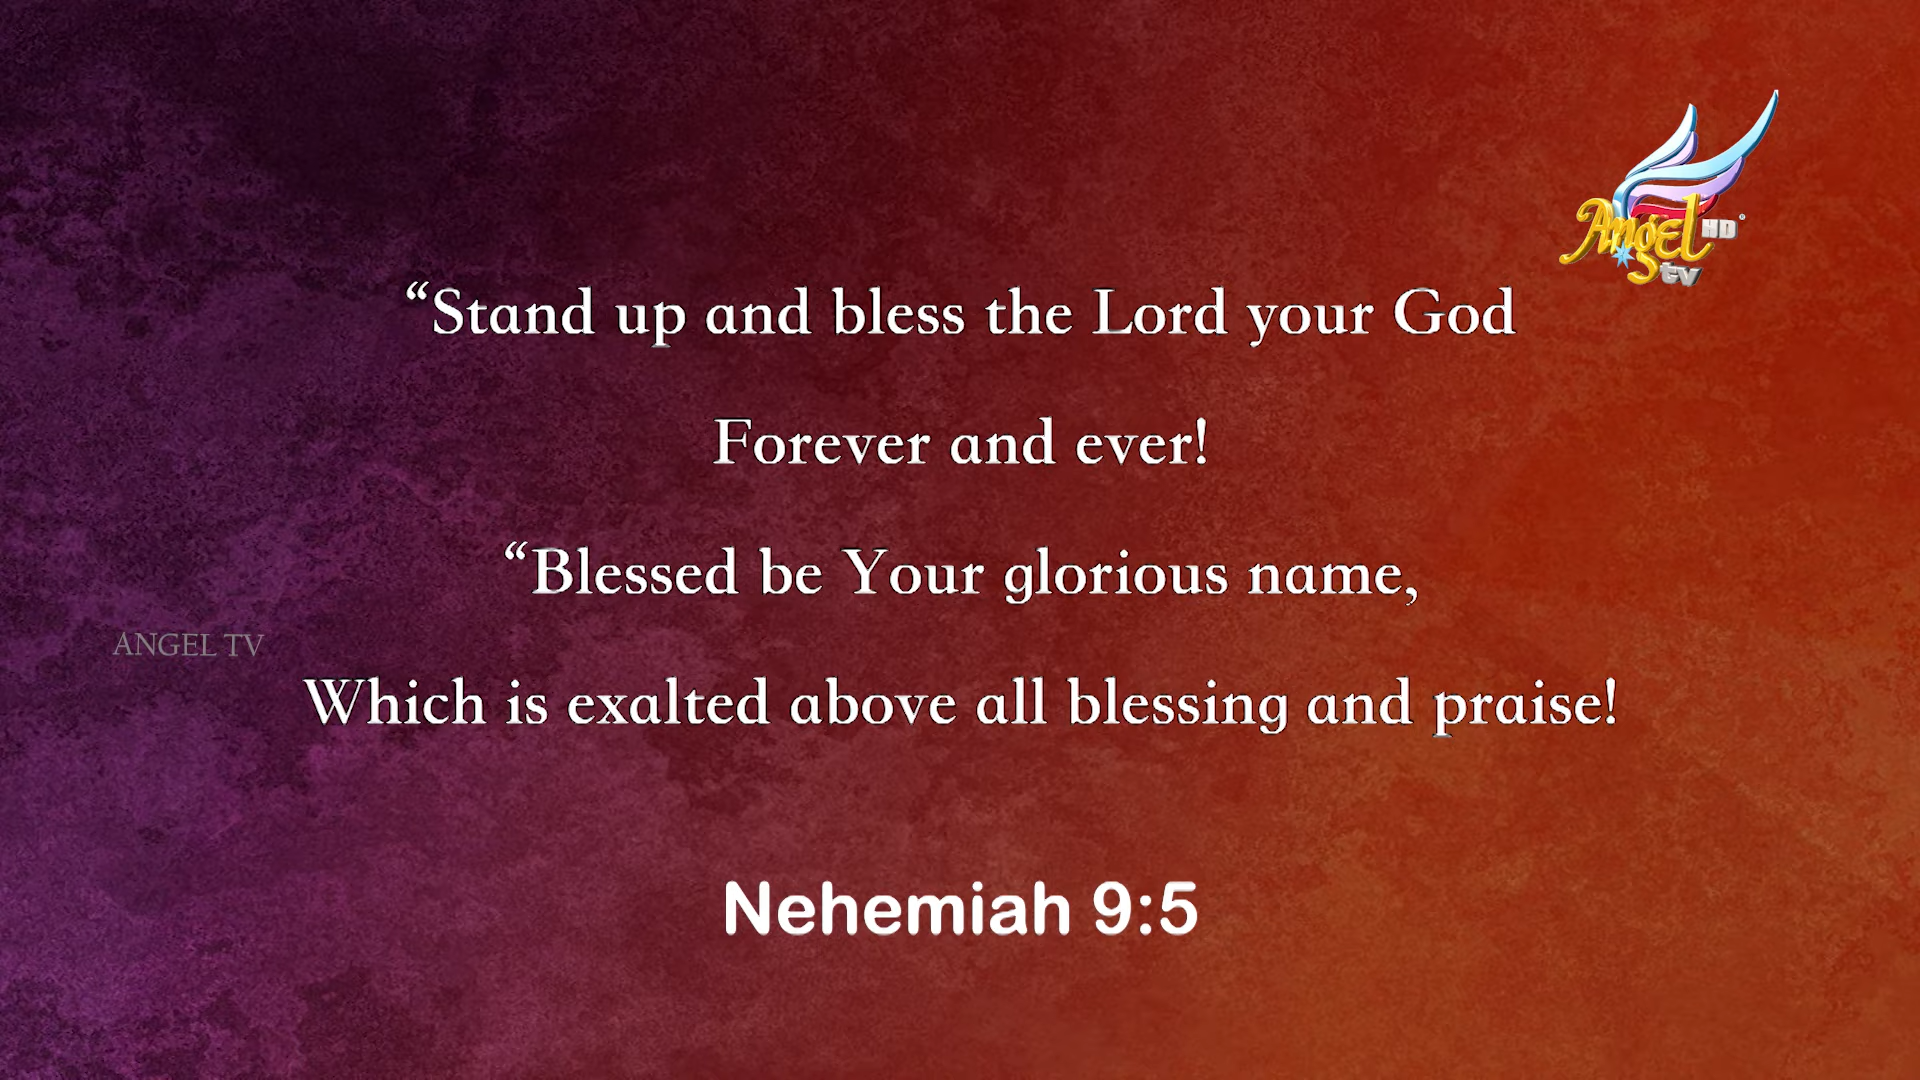 Angel HD
tv
“Stand up and bless the Lord your God
Forever and ever!
“Blessed be Your glorious name,
ANGEL TV
Which is exalted above all blessing and praise!
Nehemiah 9:5